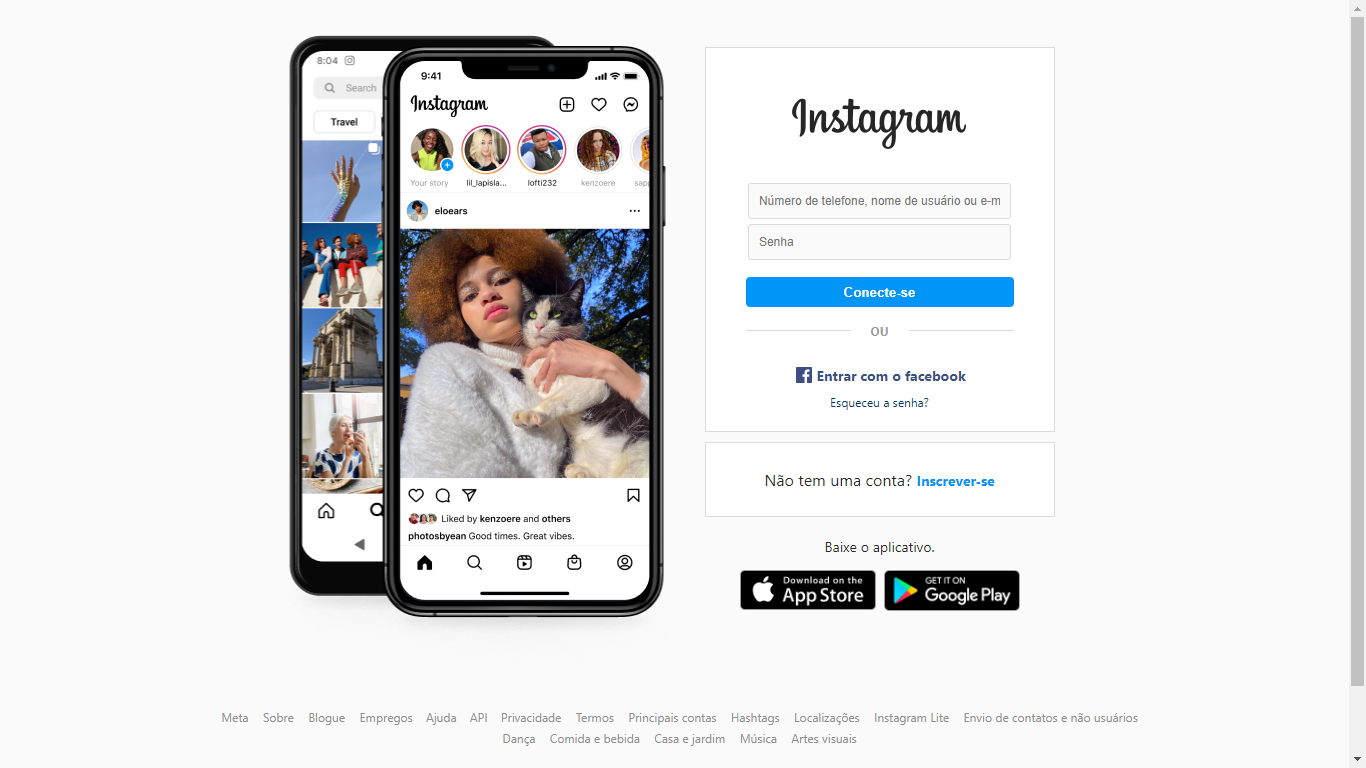 8:04
Search
Travel
9:41
Instagram
Your story
lil_lapisla...
lofti232
kenzoere
sapp
eloears
Liked by kenzoere and others
photosbyean Good times. Great vibes.
Instagram
Número de telefone, nome de usuário ou e-m
Senha
Conecte-se
OU
Entrar com o facebook
Esqueceu a senha?
Não tem uma conta? Inscrever-se
Baixe o aplicativo.
Download on the
App Store
GET IT ON
Google Play
Meta Sobre Blogue Empregos Ajuda API Privacidade Termos Principais contas Hashtags Localizações Instagram Lite Envio de contatos e não usuários
Dança Comida e bebida Casa e jardim Música Artes visuais